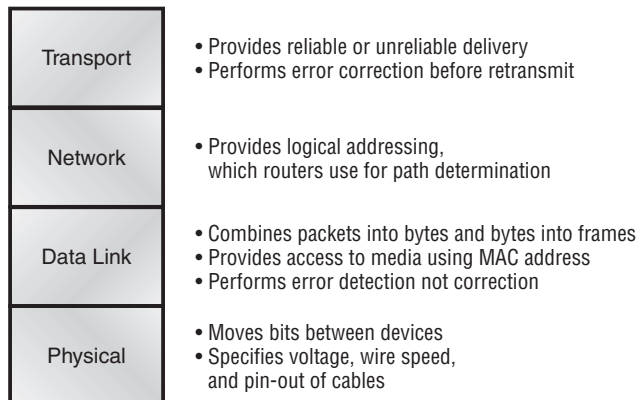 Transport
• Provides reliable or unreliable delivery
• Performs error correction before retransmit
Network
• Provides logical addressing,
which routers use for path determination
Data Link
• Combines packets into bytes and bytes into frames
• Provides access to media using MAC address
• Performs error detection not correction
Physical
• Moves bits between devices
• Specifies voltage, wire speed,
and pin-out of cables